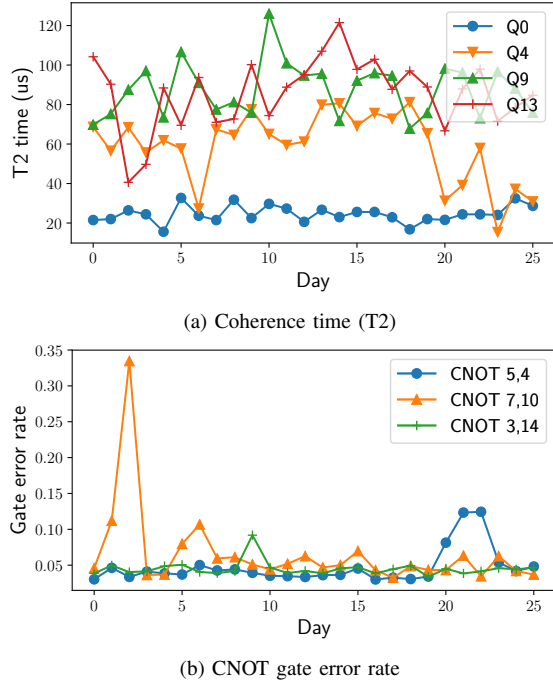 120
100
80
60
40
20
T2 time (us)
Q0
Q4
Q9
Q13
0 5 10 15 20 25
Day
(a) Coherence time (T2)
0.35
0.30
0.25
0.20
0.15
0.10
0.05
Gate error rate
CNOT 5,4
CNOT 7,10
CNOT 3,14
0 5 10 15 20 25
Day
(b) CNOT gate error rate